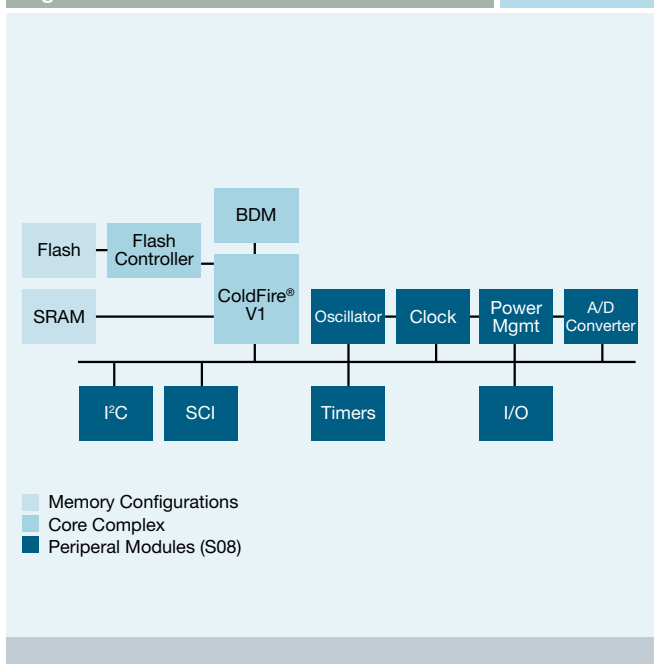 BDM
Flash
Flash
Controller
ColdFire®
V1
SRAM
Oscillator
Clock
Power
Mgmt
A/D
Converter
I²C
SCI
Timers
I/O
Memory Configurations
Core Complex
Periperal Modules (S08)